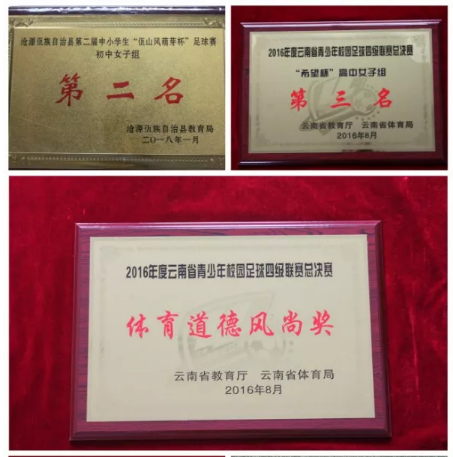 沧源佤族自治县第二届中小学生“佤山风萌芽杯”足球赛
初中女子组
第二名
沧源佤族自治县教育局
二〇一八年一月
2016年度云南省青少年校园足球四级联赛总决赛
“希望杯”高中女子组
第三名
云南省教育厅 云南省体育局
2016年8月
2016年度云南省青少年校园足球四级联赛总决赛
体育道德风尚奖
云南省教育厅 云南省体育局
2016年8月